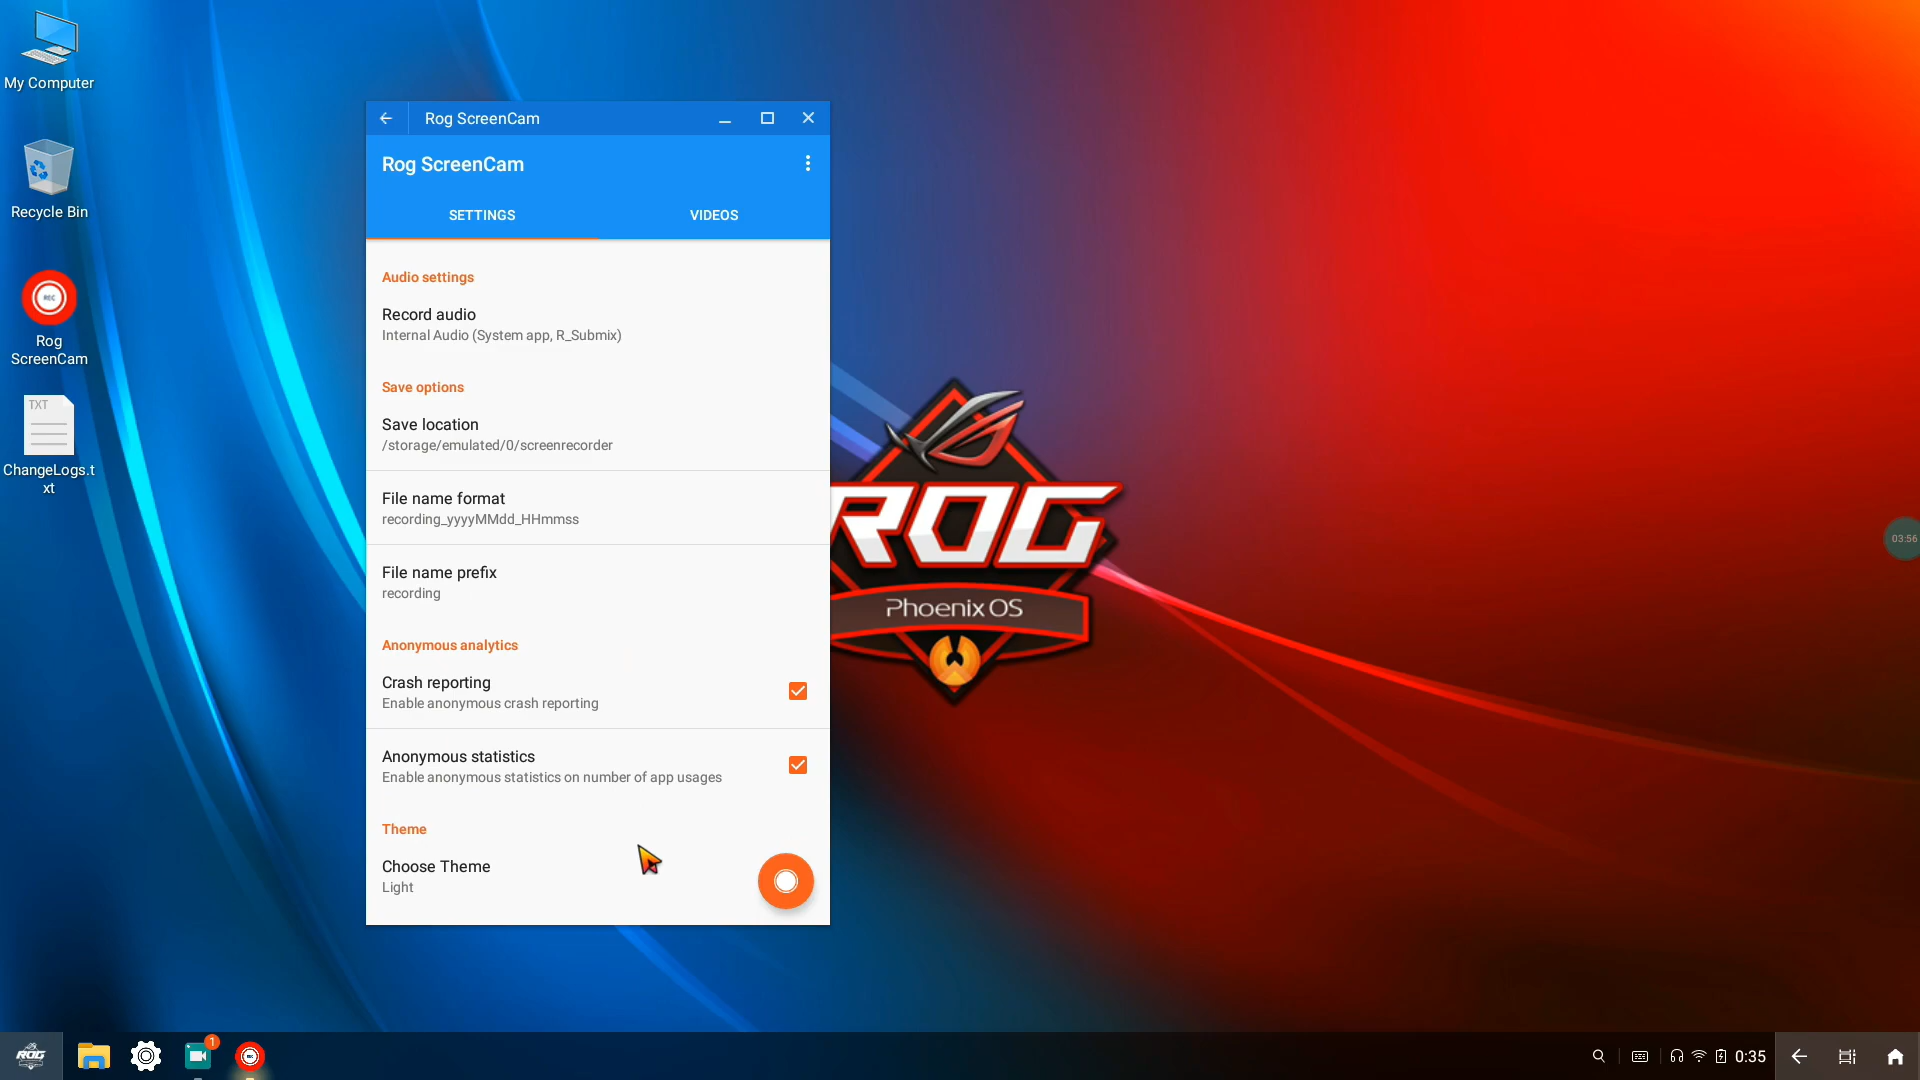 My Computer
Recycle Bin
REC
Rog
ScreenCam
TXT
ChangeLogs.t
xt
Rog ScreenCam
Rog ScreenCam
SETTINGS
VIDEOS
Audio settings
Record audio
Internal Audio (System app, R_Submix)
Save options
Save location
/storage/emulated/0/screenrecorder
File name format
recording_yyyyMMdd_HHmmss
File name prefix
recording
Anonymous analytics
Crash reporting
Enable anonymous crash reporting
Anonymous statistics
Enable anonymous statistics on number of app usages
Theme
Choose Theme
Light
ROG
Phoenix OS
03:56
ROG
1
0:35